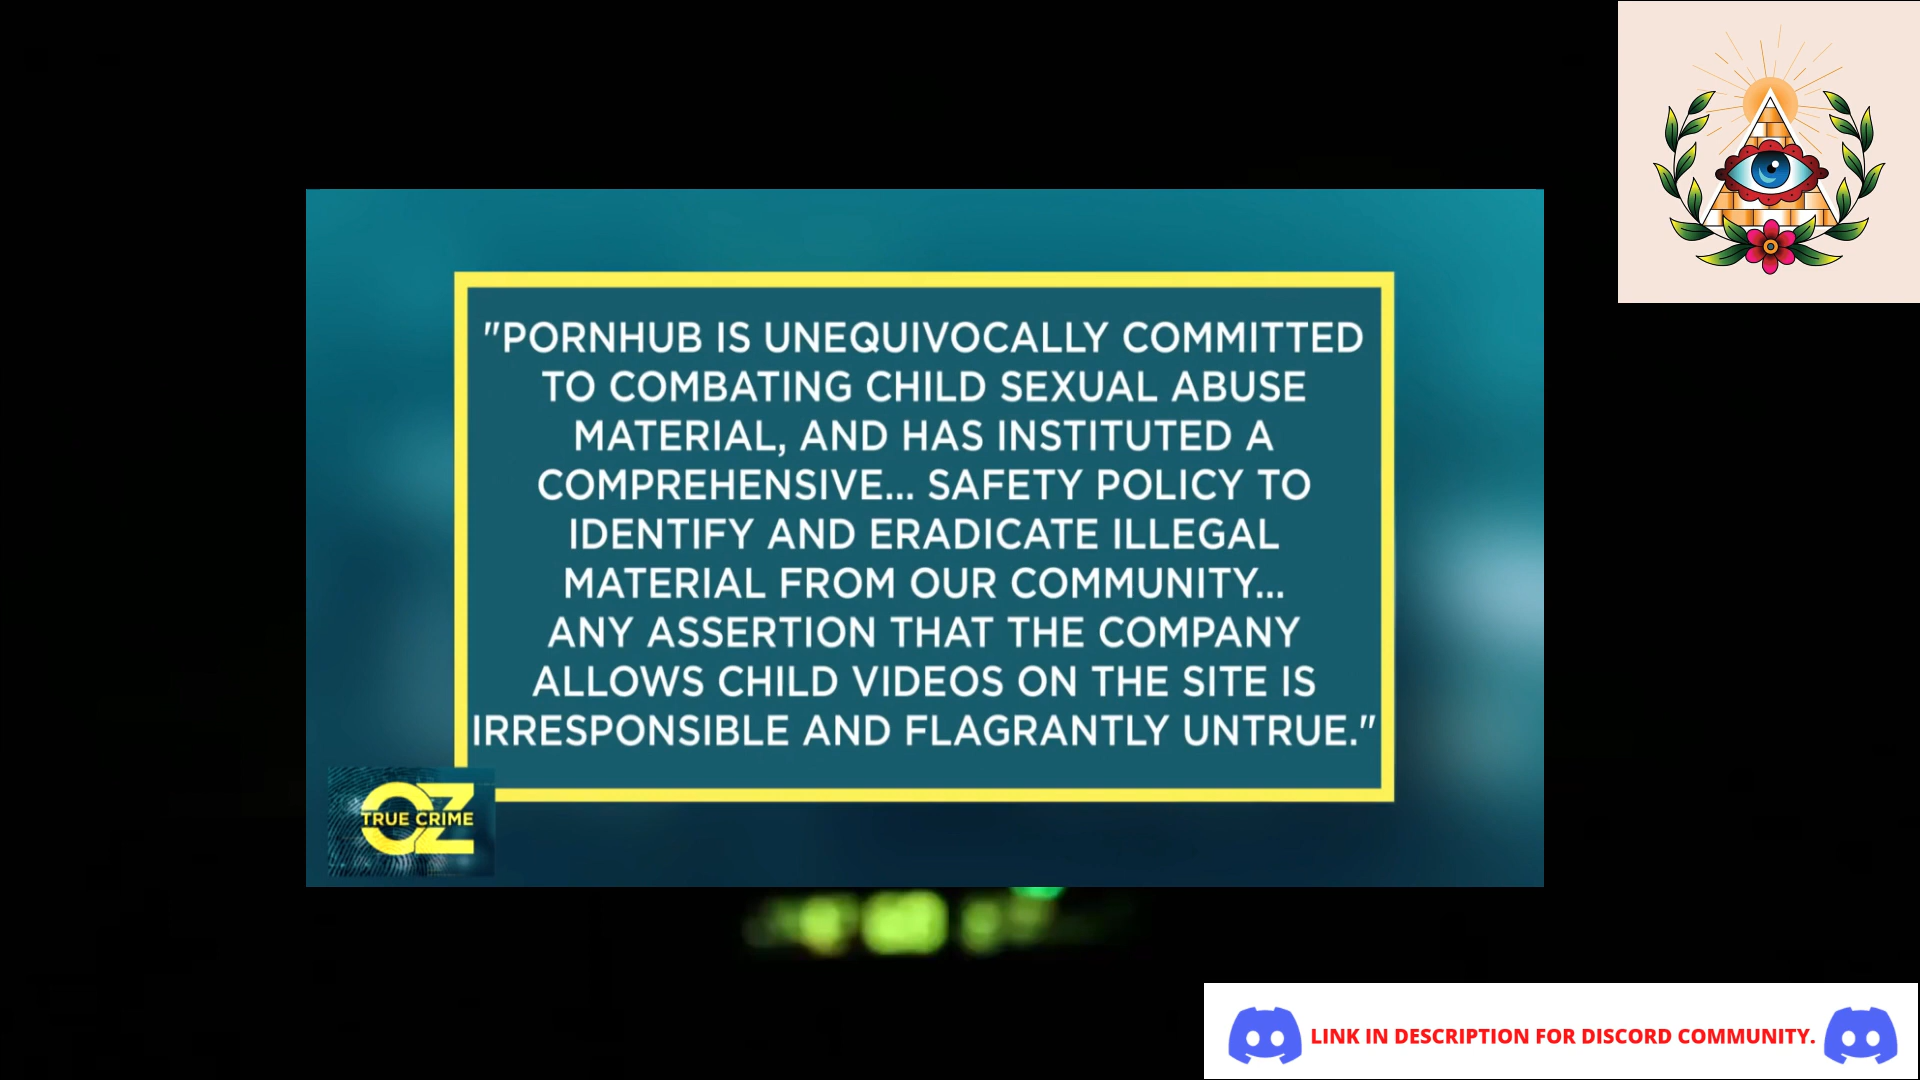 "PORNHUB IS UNEQUIVOCALLY COMMITTED
TO COMBATING CHILD SEXUAL ABUSE
MATERIAL, AND HAS INSTITUTED A
COMPREHENSIVE... SAFETY POLICY TO
IDENTIFY AND ERADICATE ILLEGAL
MATERIAL FROM OUR COMMUNITY...
ANY ASSERTION THAT THE COMPANY
ALLOWS CHILD VIDEOS ON THE SITE IS
IRRESPONSIBLE AND FLAGRANTLY UNTRUE."
OZ
TRUE CRIME
LINK IN DESCRIPTION FOR DISCORD COMMUNITY.